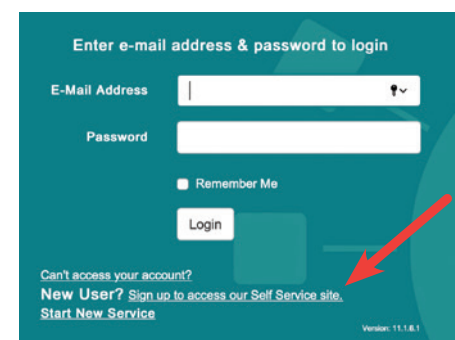 Enter e-mail address & password to login
E-Mail Address
Password
Remember Me
Login
Can't access your account?
New User? Sign up to access our Self Service site.
Start New Service
Version: 11.1.6.1